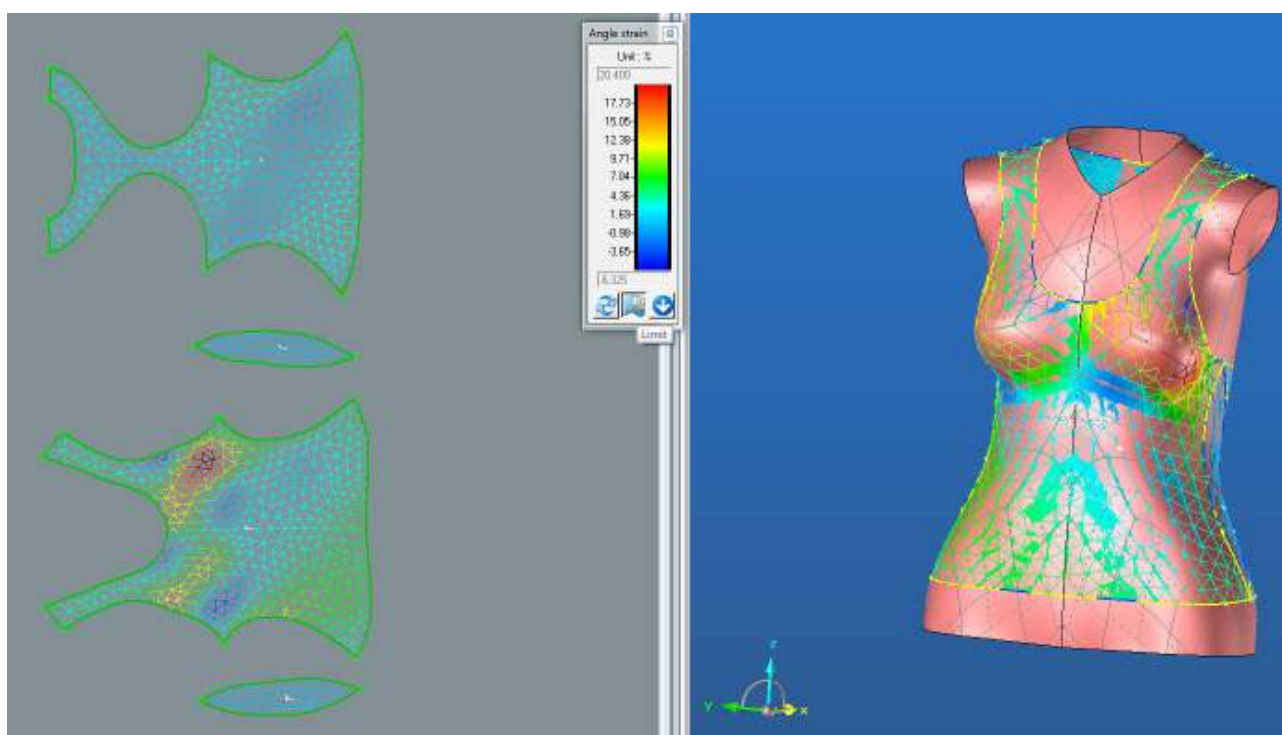 Angle strain
Unit: %
20.400
17.73
15.05
12.38
9.71
7.04
4.36
1.69
-0.98
-3.65
Limit
z
y
x